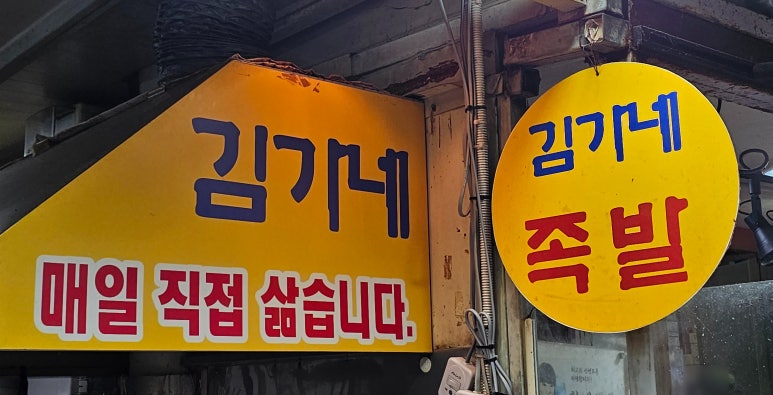 김가네
매일 직접 삶습니다.
김가네
족발